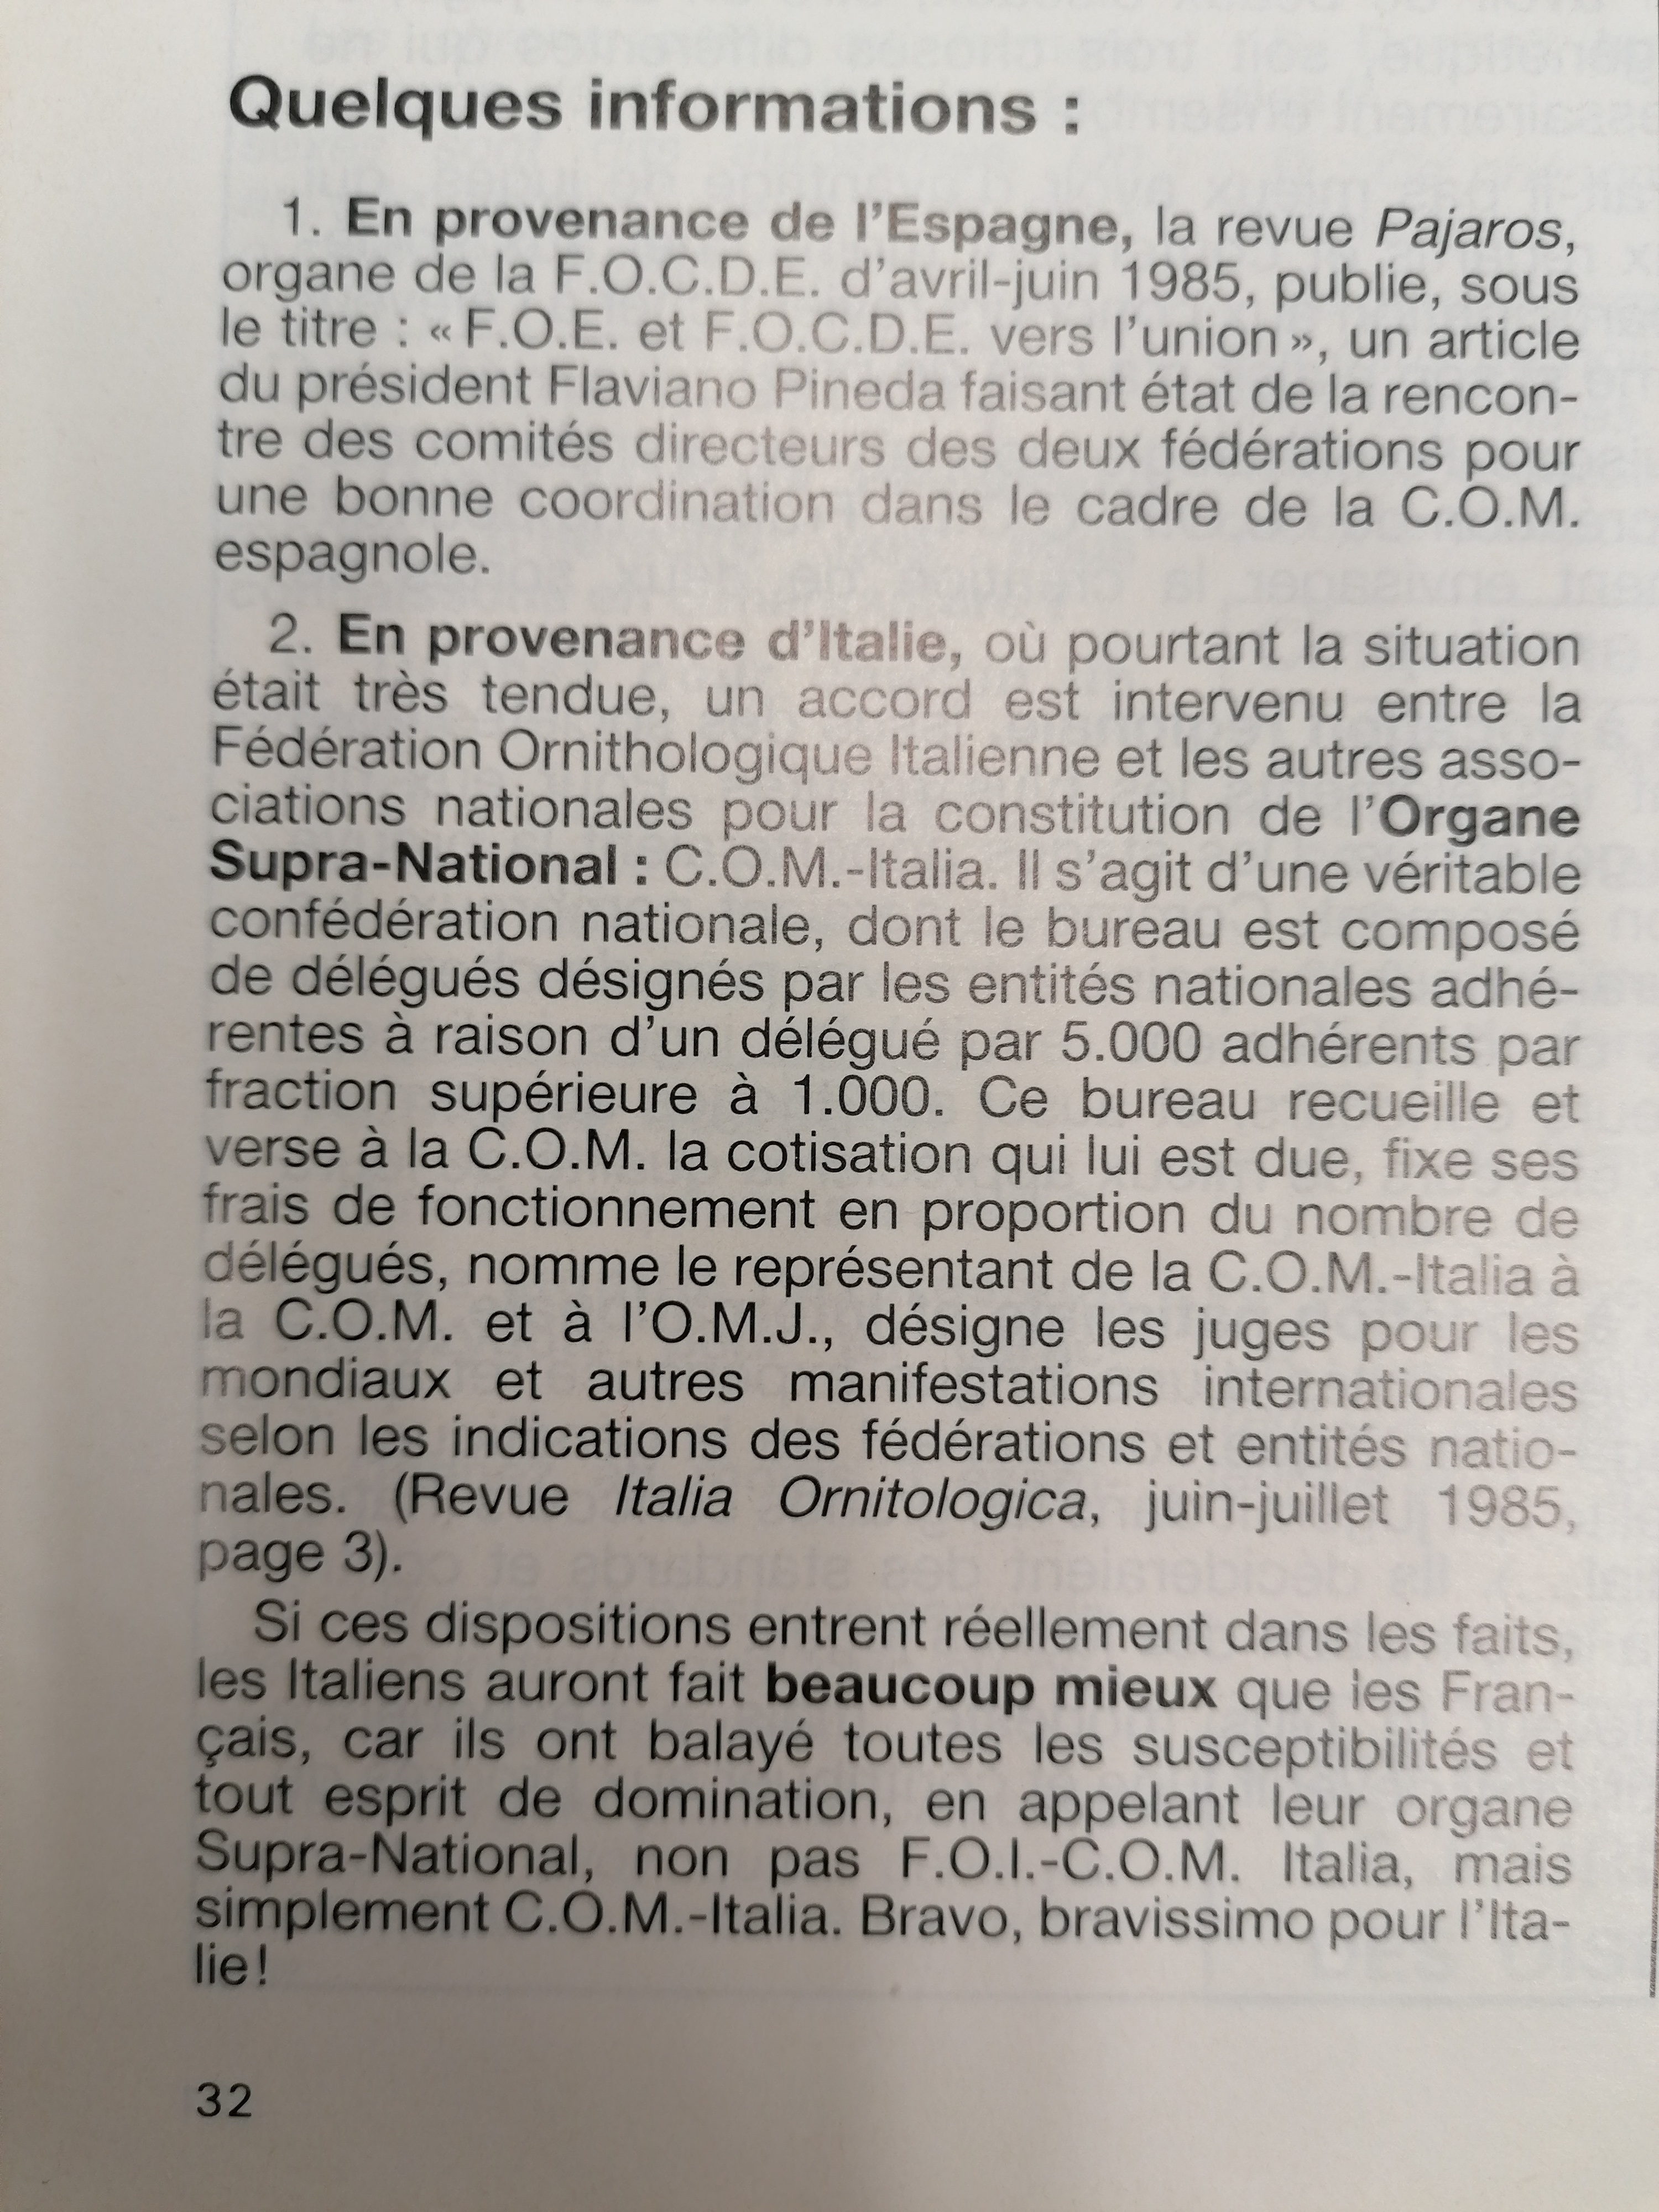 Quelques informations :
1. En provenance de l'Espagne, la revue Pajaros,
organe de la F.O.C.D.E. d'avril-juin 1985, publie, sous
le titre : « F.O.E. et F.O.C.D.E. vers l'union », un article
du président Flaviano Pineda faisant état de la rencon-
tre des comités directeurs des deux fédérations pour
une bonne coordination dans le cadre de la C.O.M.
espagnole.
2. En provenance d'Italie, où pourtant la situation
était très tendue, un accord est intervenu entre la
Fédération Ornithologique Italienne et les autres asso-
ciations nationales pour la constitution de l'Organe
Supra-National : C.O.M.-Italia. Il s'agit d'une véritable
confédération nationale, dont le bureau est composé
de délégués désignés par les entités nationales adhé-
rentes à raison d'un délégué par 5.000 adhérents par
fraction supérieure à 1.000. Ce bureau recueille et
verse à la C.O.M. la cotisation qui lui est due, fixe ses
frais de fonctionnement en proportion du nombre de
délégués, nomme le représentant de la C.O.M.-Italia à
la C.O.M. et à l'O.M.J., désigne les juges pour les
mondiaux et autres manifestations internationales
selon les indications des fédérations et entités natio-
nales. (Revue Italia Ornitologica, juin-juillet 1985,
page 3).
Si ces dispositions entrent réellement dans les faits,
les Italiens auront fait beaucoup mieux que les Fran-
çais, car ils ont balayé toutes les susceptibilités et
tout esprit de domination, en appelant leur organe
Supra-National, non pas F.O.I.-C.O.M. Italia, mais
simplement C.O.M.-Italia. Bravo, bravissimo pour l'Ita-
lie !
32